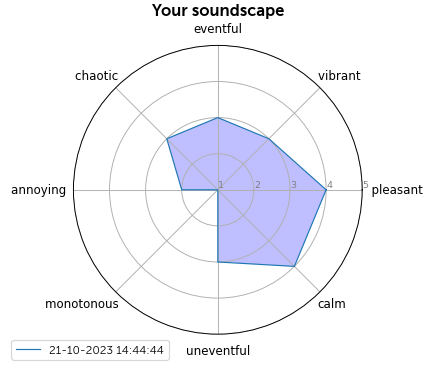 Your soundscape
eventful
chaotic
vibrant
annoying
1
2
3
4
5
pleasant
monotonous
calm
21-10-2023 14:44:44
uneventful